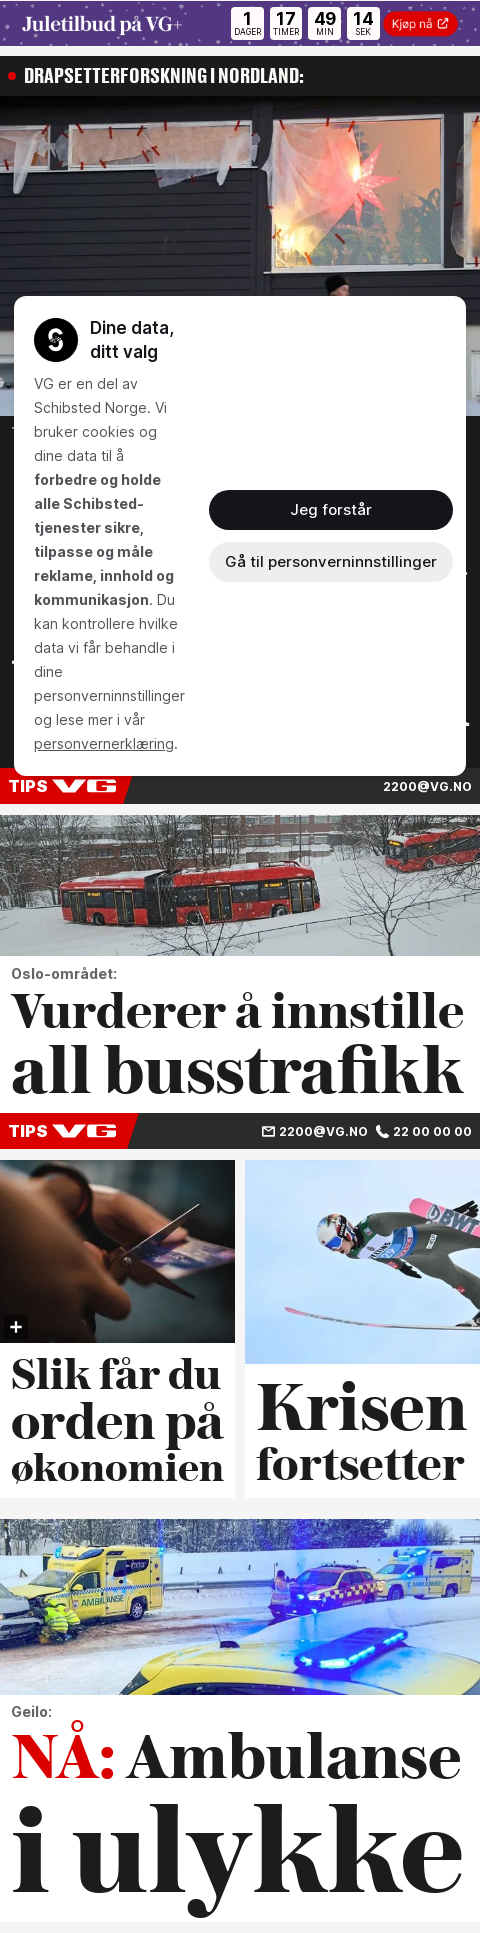 Juletilbud på VG+
1 17 49 14
DAGER TIMER MIN SEK
Kjøp nå
DRAPSETTERFORSKNING I NORDLAND:
Dine data,
ditt valg
VG er en del av
Schibsted Norge. Vi
bruker cookies og
dine data til å
forbedre og holde
alle Schibsted-
tjenester sikre,
tilpasse og måle
reklame, innhold og
kommunikasjon. Du
kan kontrollere hvilke
data vi får behandle i
dine
personverninnstillinger
og lese mer i vår
personvernerklæring.
Jeg forstår
Gå til personverninnstillinger
TIPS VG 2200@VG.NO
Oslo-området:
Vurderer å innstille
all busstrafikk
TIPS VG 2200@VG.NO 22 00 00 00
Slik får du
orden på
økonomien
BWT
Krisen
fortsetter
AMBULANSE
Geilo:
NÅ: Ambulanse
i ulykke